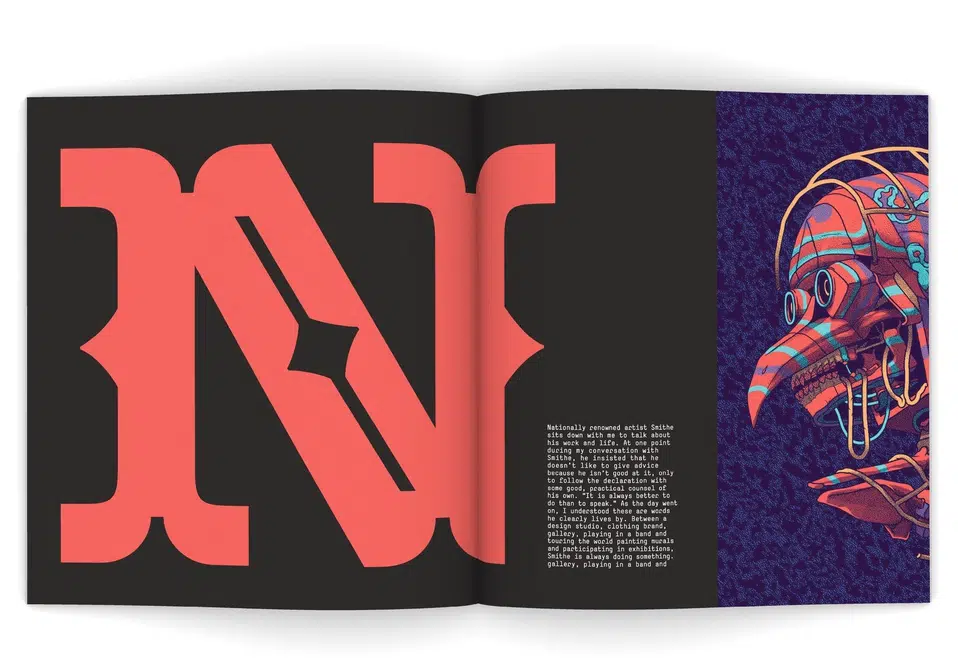 N
Nationally renowned artist Smithe
sits down with me to talk about
his work and life. At one point
during my conversation with
Smithe, he insisted that he
doesn't like to give advice
because he isn't good at it, only
to follow the declaration with
some good, practical counsel of
his own. "It is always better to
do than to speak." As the day went
on, I understood these are words
he clearly lives by. Between a
design studio, clothing brand,
gallery, playing in a band and
touring the world painting murals
and participating in exhibitions,
Smithe is always doing something.
gallery, playing in a band and